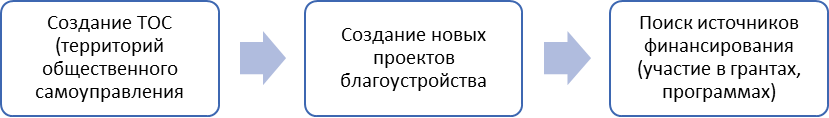 Создание ТОС
(территорий
общественного
самоуправления
Создание новых
проектов
благоустройства
Поиск источников
финансирования
(участие в грантах,
программах)